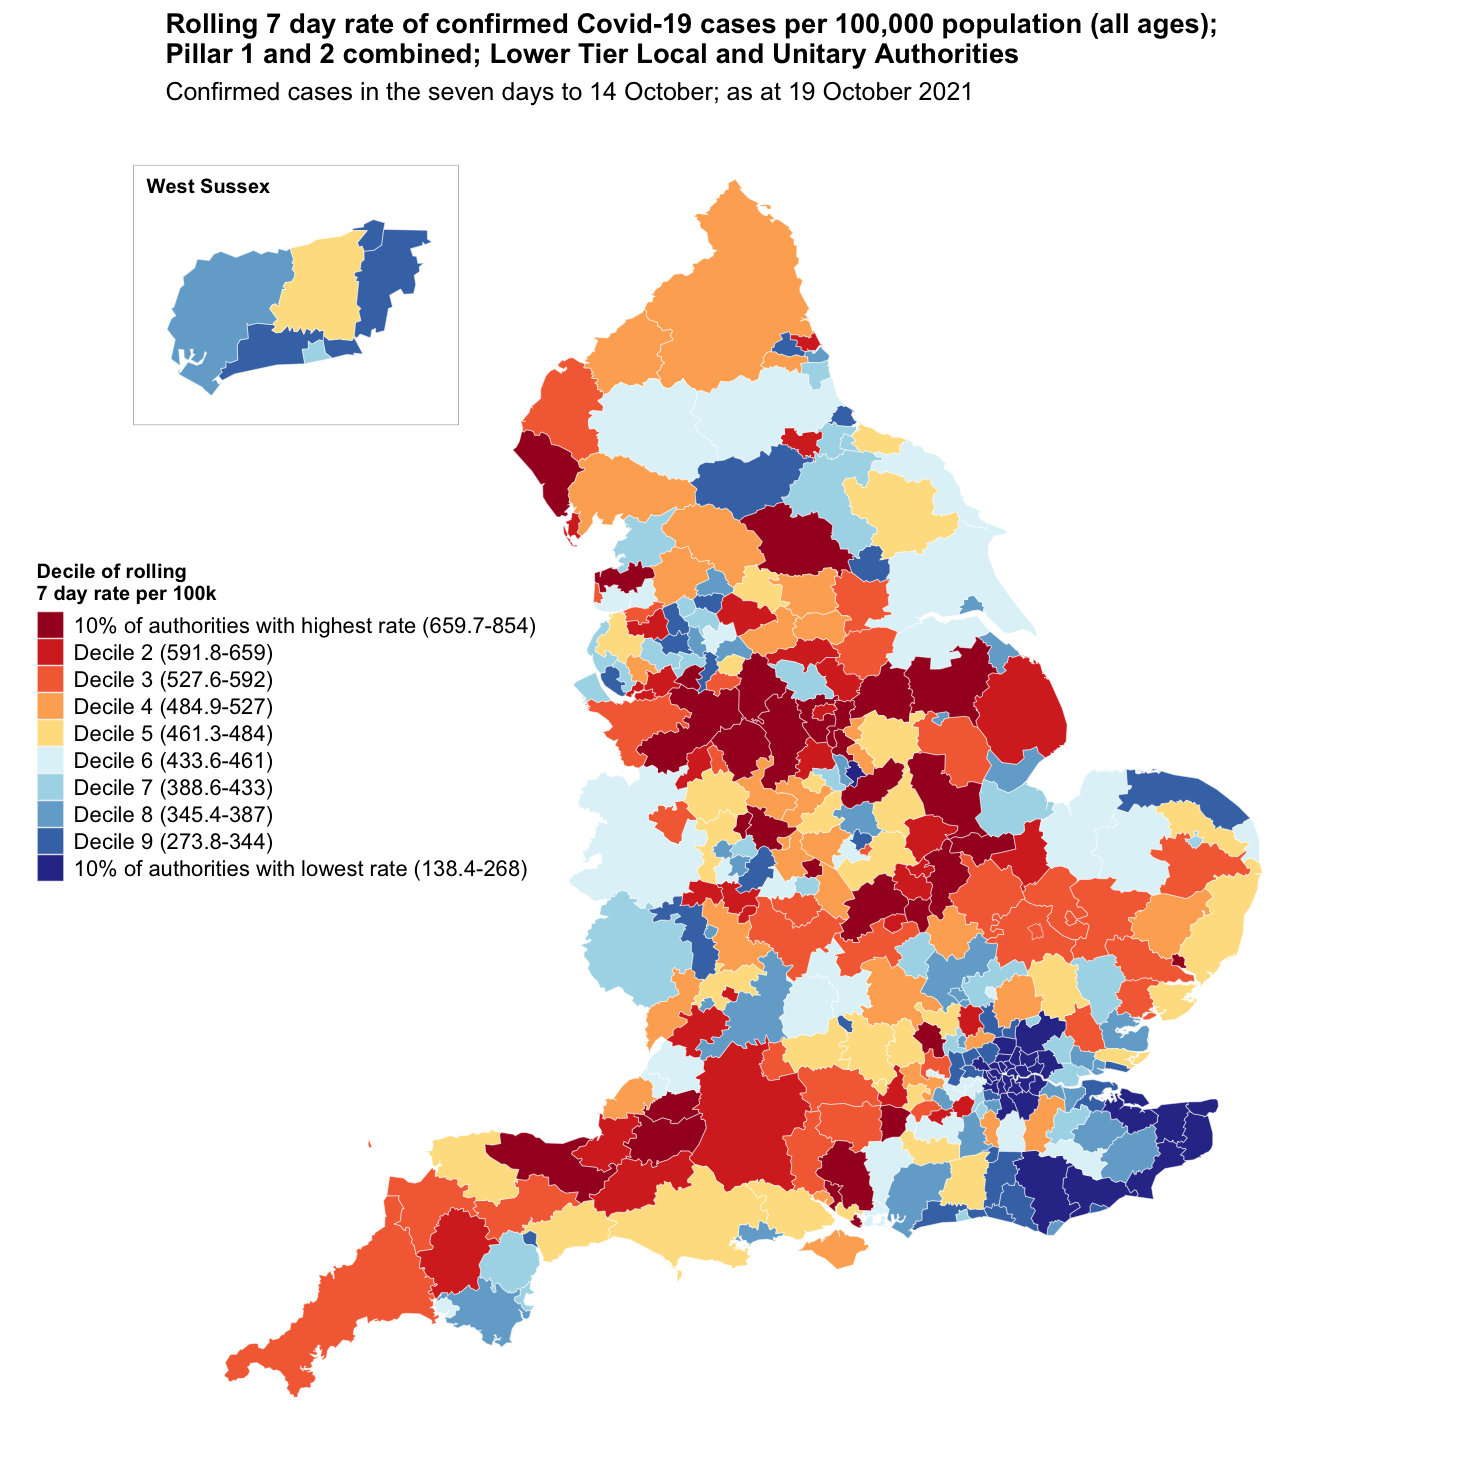 Rolling 7 day rate of confirmed Covid-19 cases per 100,000 population (all ages);
Pillar 1 and 2 combined; Lower Tier Local and Unitary Authorities
Confirmed cases in the seven days to 14 October; as at 19 October 2021
West Sussex
Decile of rolling
7 day rate per 100k
10% of authorities with highest rate (659.7-854)
Decile 2 (591.8-659)
Decile 3 (527.6-592)
Decile 4 (484.9-527)
Decile 5 (461.3-484)
Decile 6 (433.6-461)
Decile 7 (388.6-433)
Decile 8 (345.4-387)
Decile 9 (273.8-344)
10% of authorities with lowest rate (138.4-268)